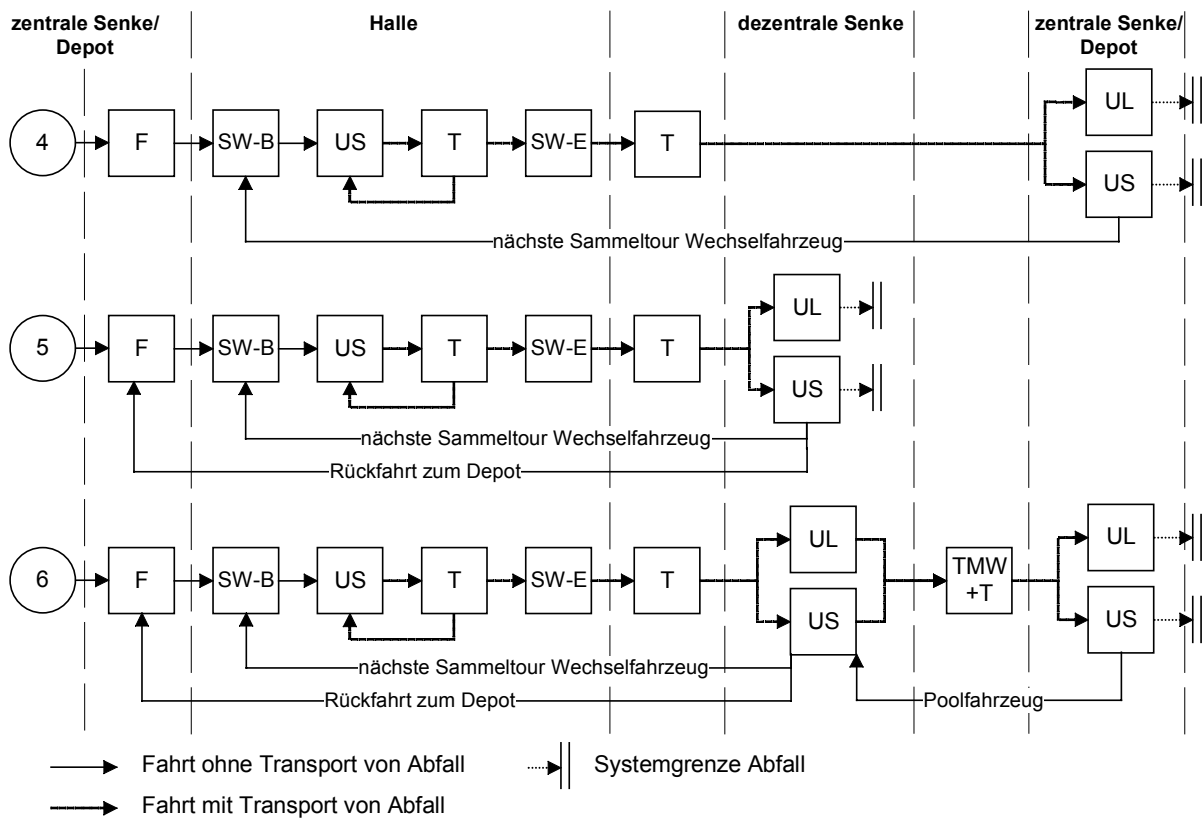 zentrale Senke/
Depot
Halle
dezentrale Senke
zentrale Senke/
Depot
4
F
SW-B
US
T
SW-E
T
UL
US
nächste Sammeltour Wechselfahrzeug
5
F
SW-B
US
T
SW-E
T
UL
US
nächste Sammeltour Wechselfahrzeug
Rückfahrt zum Depot
6
F
SW-B
US
T
SW-E
T
UL
US
TMW
+T
UL
US
nächste Sammeltour Wechselfahrzeug
Rückfahrt zum Depot
Poolfahrzeug
Fahrt ohne Transport von Abfall
Systemgrenze Abfall
Fahrt mit Transport von Abfall